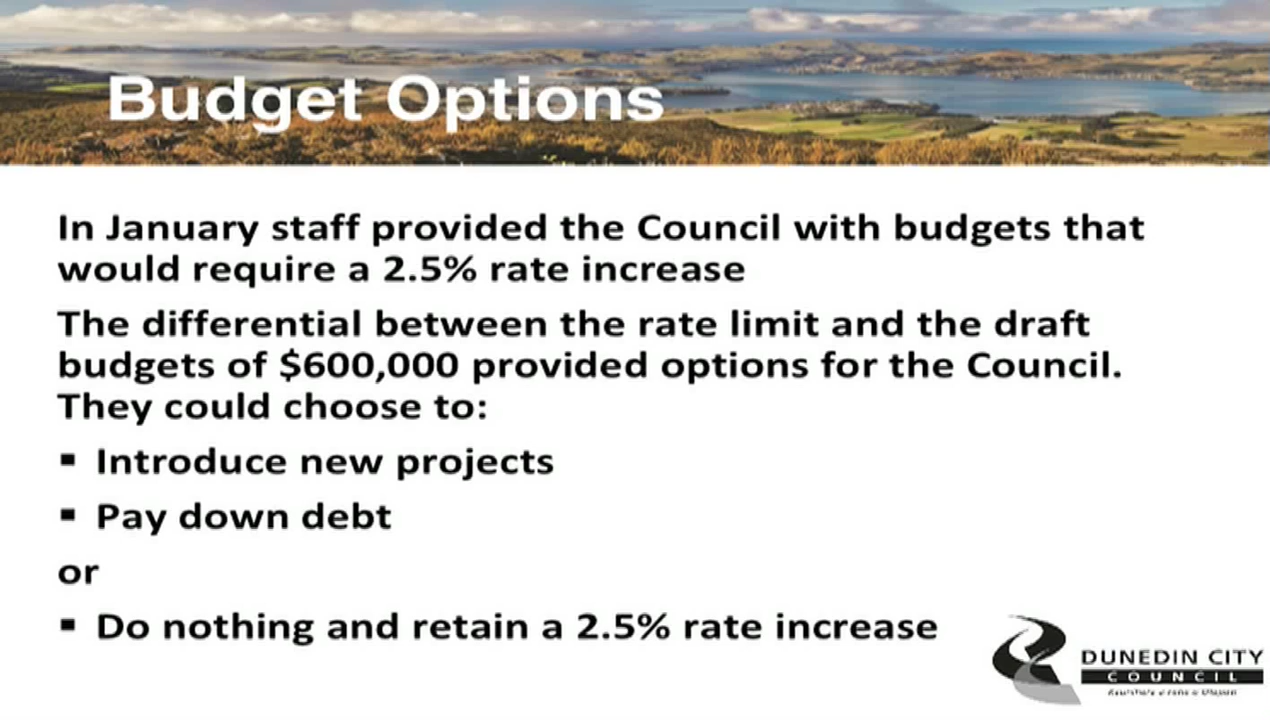 Budget Options
In January staff provided the Council with budgets that
would require a 2.5% rate increase
The differential between the rate limit and the draft
budgets of $600,000 provided options for the Council.
They could choose to:
▪ Introduce new projects
▪ Pay down debt
or
▪ Do nothing and retain a 2.5% rate increase
DUNEDIN CITY
COUNCIL